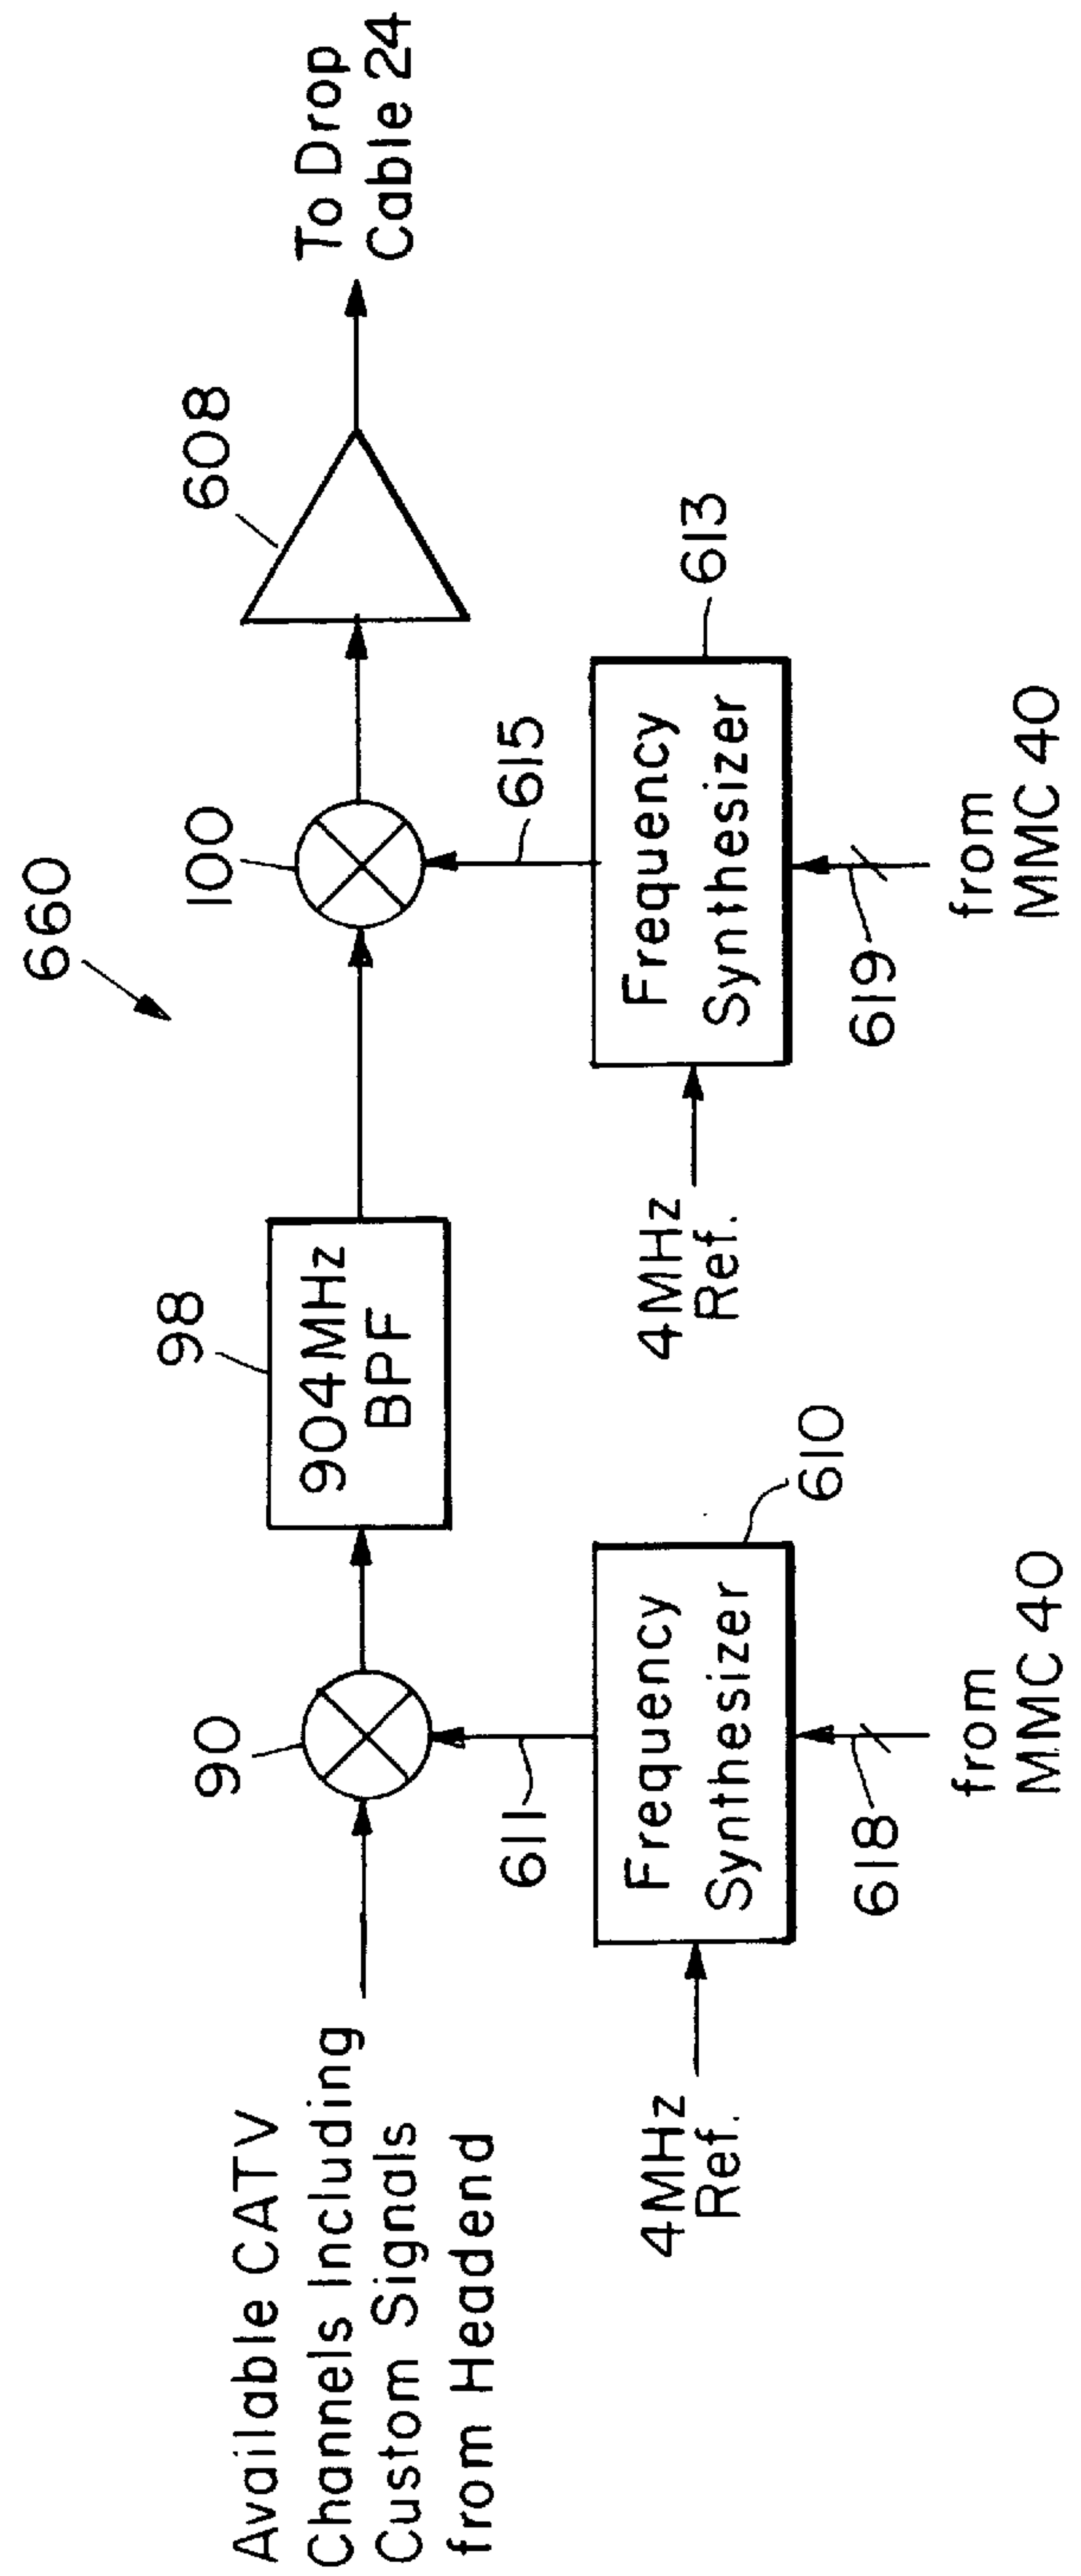 660
Available CATV
Channels Including
Custom Signals
from Headend
90
98
904MHz
BPF
100
608
To Drop
Cable 24
611
615
4MHz
Ref.
Frequency
Synthesizer
610
4MHz
Ref.
Frequency
Synthesizer
613
618
from
MMC 40
619
from
MMC 40